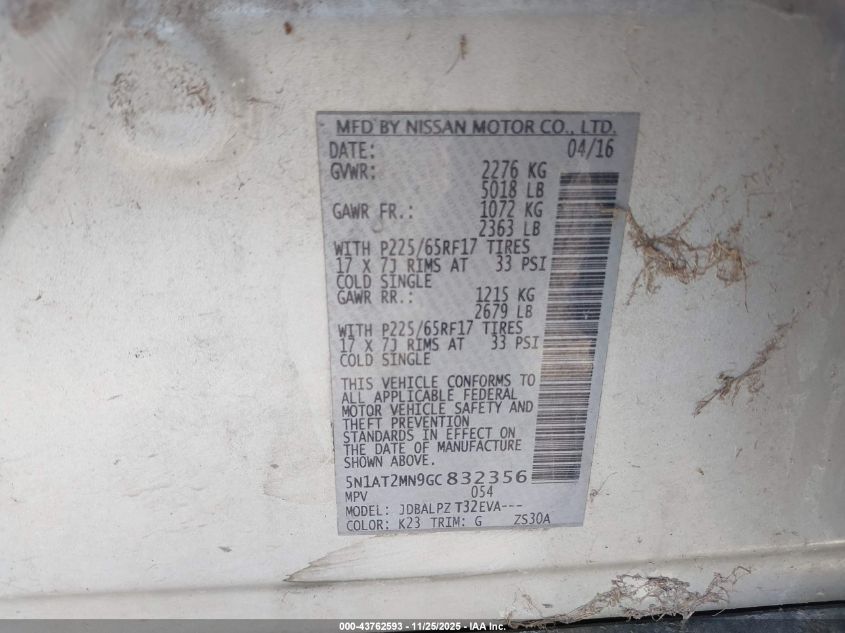 MFD BY NISSAN MOTOR CO., LTD.
DATE: 04/16
GVWR: 2276 KG
5018 LB
GAWR FR.: 1072 KG
2363 LB
WITH P225/65RF17 TIRES
17 X 7J RIMS AT 33 PSI
COLD SINGLE
GAWR RR.: 1215 KG
2679 LB
WITH P225/65RF17 TIRES
17 X 7J RIMS AT 33 PSI
COLD SINGLE
THIS VEHICLE CONFORMS TO
ALL APPLICABLE FEDERAL
MOTOR VEHICLE SAFETY AND
THEFT PREVENTION
STANDARDS IN EFFECT ON
THE DATE OF MANUFACTURE
SHOWN ABOVE.
5N1AT2MN9GC832356
MPV 054
MODEL: JDBALPZ T32EVA---
COLOR: K23 TRIM: G ZS30A
000-43762593 - 11/25/2025 - IAA Inc.